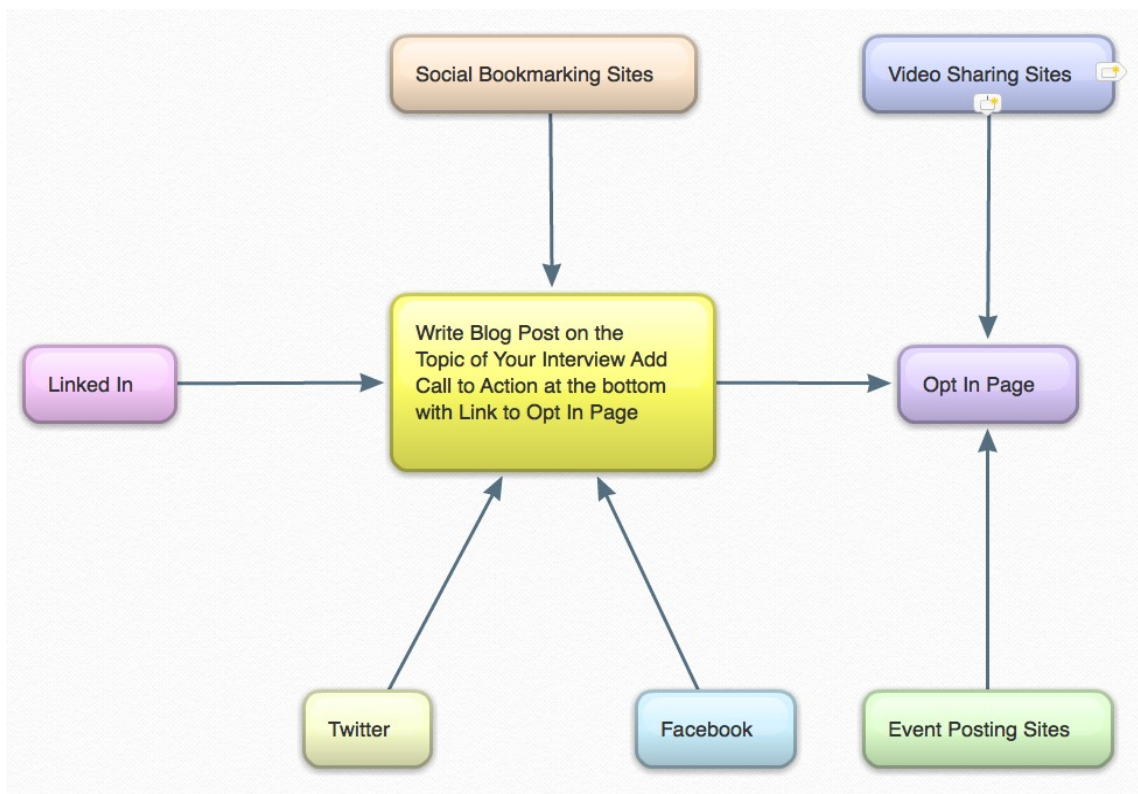 Social Bookmarking Sites
Video Sharing Sites
Write Blog Post on the
Topic of Your Interview Add
Call to Action at the bottom
with Link to Opt In Page
Linked In
Opt In Page
Twitter
Facebook
Event Posting Sites